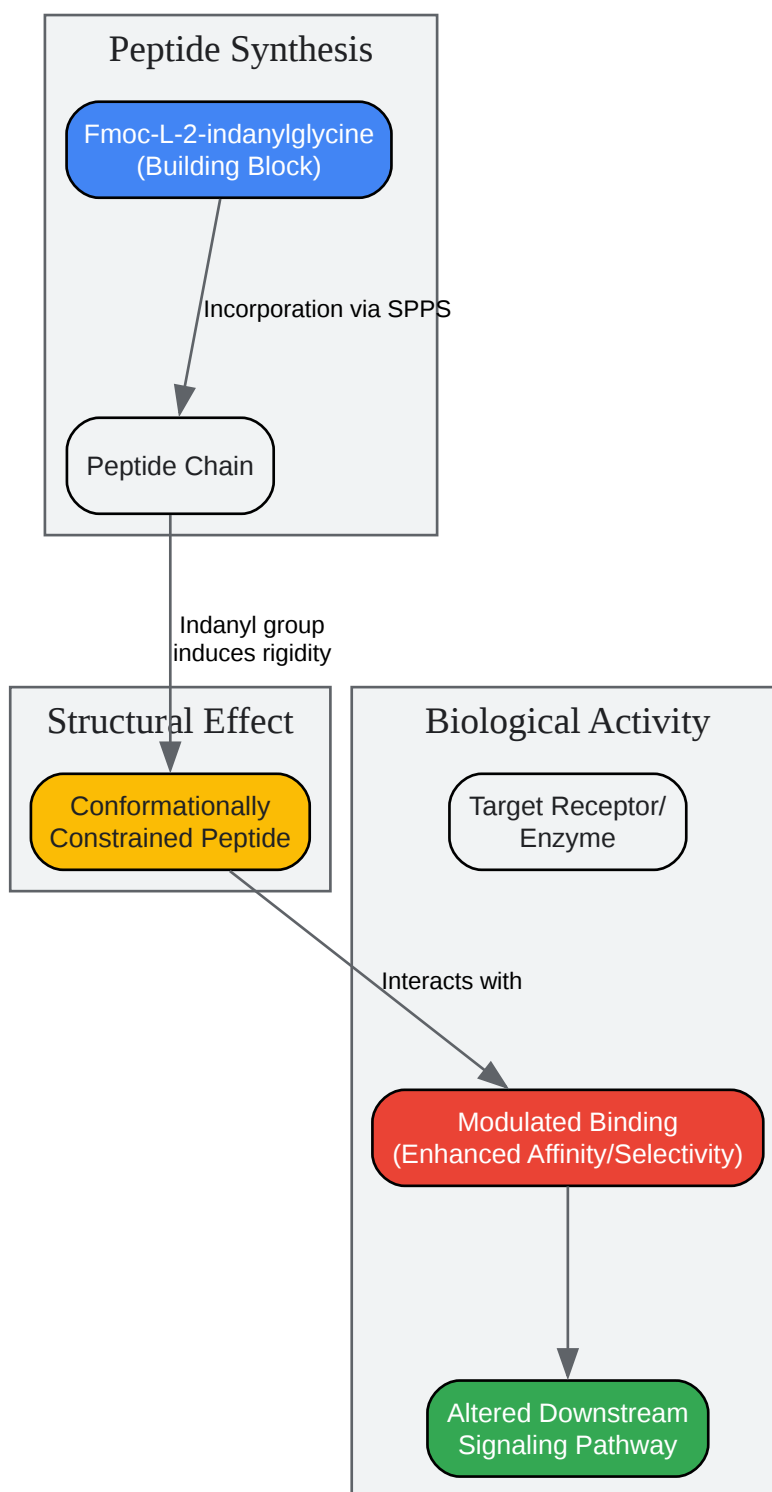 Peptide Synthesis
Fmoc-L-2-indanylglycine
(Building Block)
Incorporation via SPPS
Peptide Chain
Indanyl group
induces rigidity
Structural Effect
Conformationally
Constrained Peptide
Biological Activity
Target Receptor/
Enzyme
Interacts with
Modulated Binding
(Enhanced Affinity/Selectivity)
Altered Downstream
Signaling Pathway